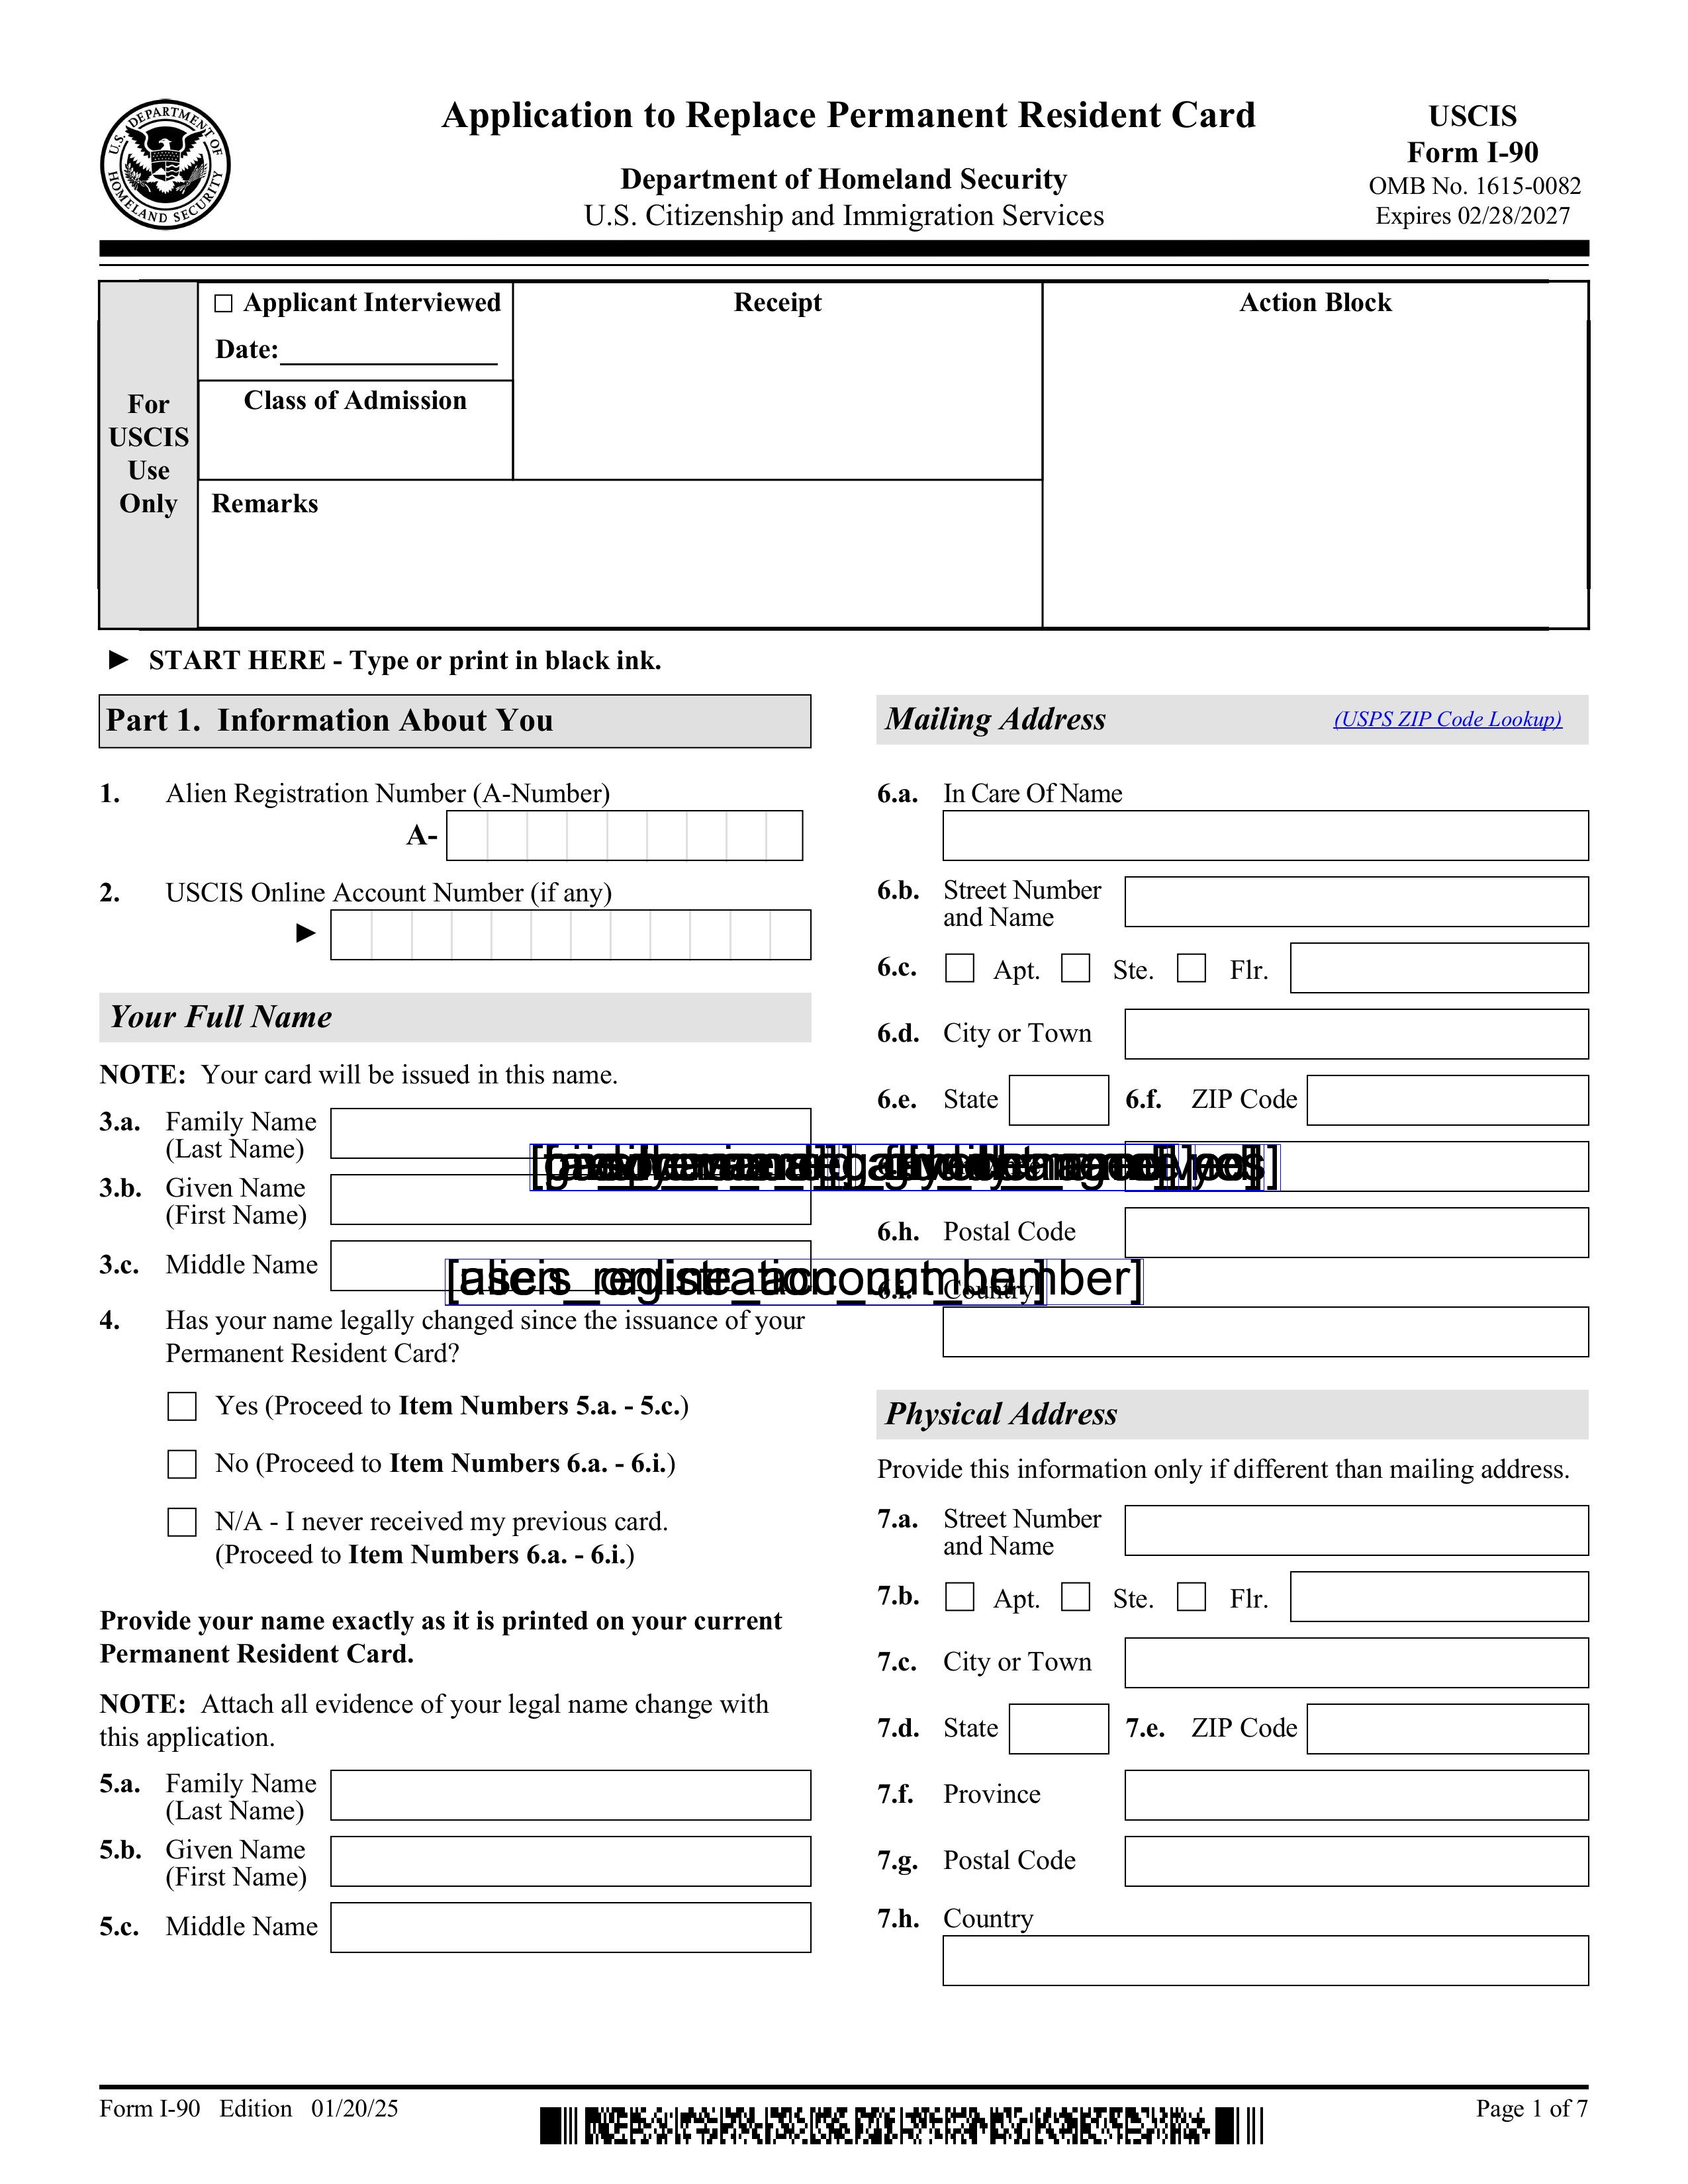 U.S. DEPARTMENT OF HOMELAND SECURITY
Application to Replace Permanent Resident Card
Department of Homeland Security
U.S. Citizenship and Immigration Services
USCIS
Form I-90
OMB No. 1615-0082
Expires 02/28/2027
For
USCIS
Use
Only
Applicant Interviewed
Date:
Class of Admission
Receipt
Action Block
Remarks
► START HERE - Type or print in black ink.
Part 1. Information About You
1. Alien Registration Number (A-Number)
A-
2. USCIS Online Account Number (if any)
►
Your Full Name
NOTE: Your card will be issued in this name.
3.a. Family Name
(Last Name)
3.b. Given Name
(First Name)
3.c. Middle Name
4. Has your name legally changed since the issuance of your
Permanent Resident Card?
Yes (Proceed to Item Numbers 5.a. - 5.c.)
No (Proceed to Item Numbers 6.a. - 6.i.)
N/A - I never received my previous card.
(Proceed to Item Numbers 6.a. - 6.i.)
Provide your name exactly as it is printed on your current
Permanent Resident Card.
NOTE: Attach all evidence of your legal name change with
this application.
5.a. Family Name
(Last Name)
5.b. Given Name
(First Name)
5.c. Middle Name
Mailing Address (USPS ZIP Code Lookup)
6.a. In Care Of Name
6.b. Street Number
and Name
6.c. Apt. Ste. Flr.
6.d. City or Town
6.e. State 6.f. ZIP Code
6.h. Postal Code
6.i. Country
Physical Address
Provide this information only if different than mailing address.
7.a. Street Number
and Name
7.b. Apt. Ste. Flr.
7.c. City or Town
7.d. State 7.e. ZIP Code
7.f. Province
7.g. Postal Code
7.h. Country
[alien_registration_number]
[uscis_online_account_number]
Form I-90 Edition 01/20/25
Page 1 of 7